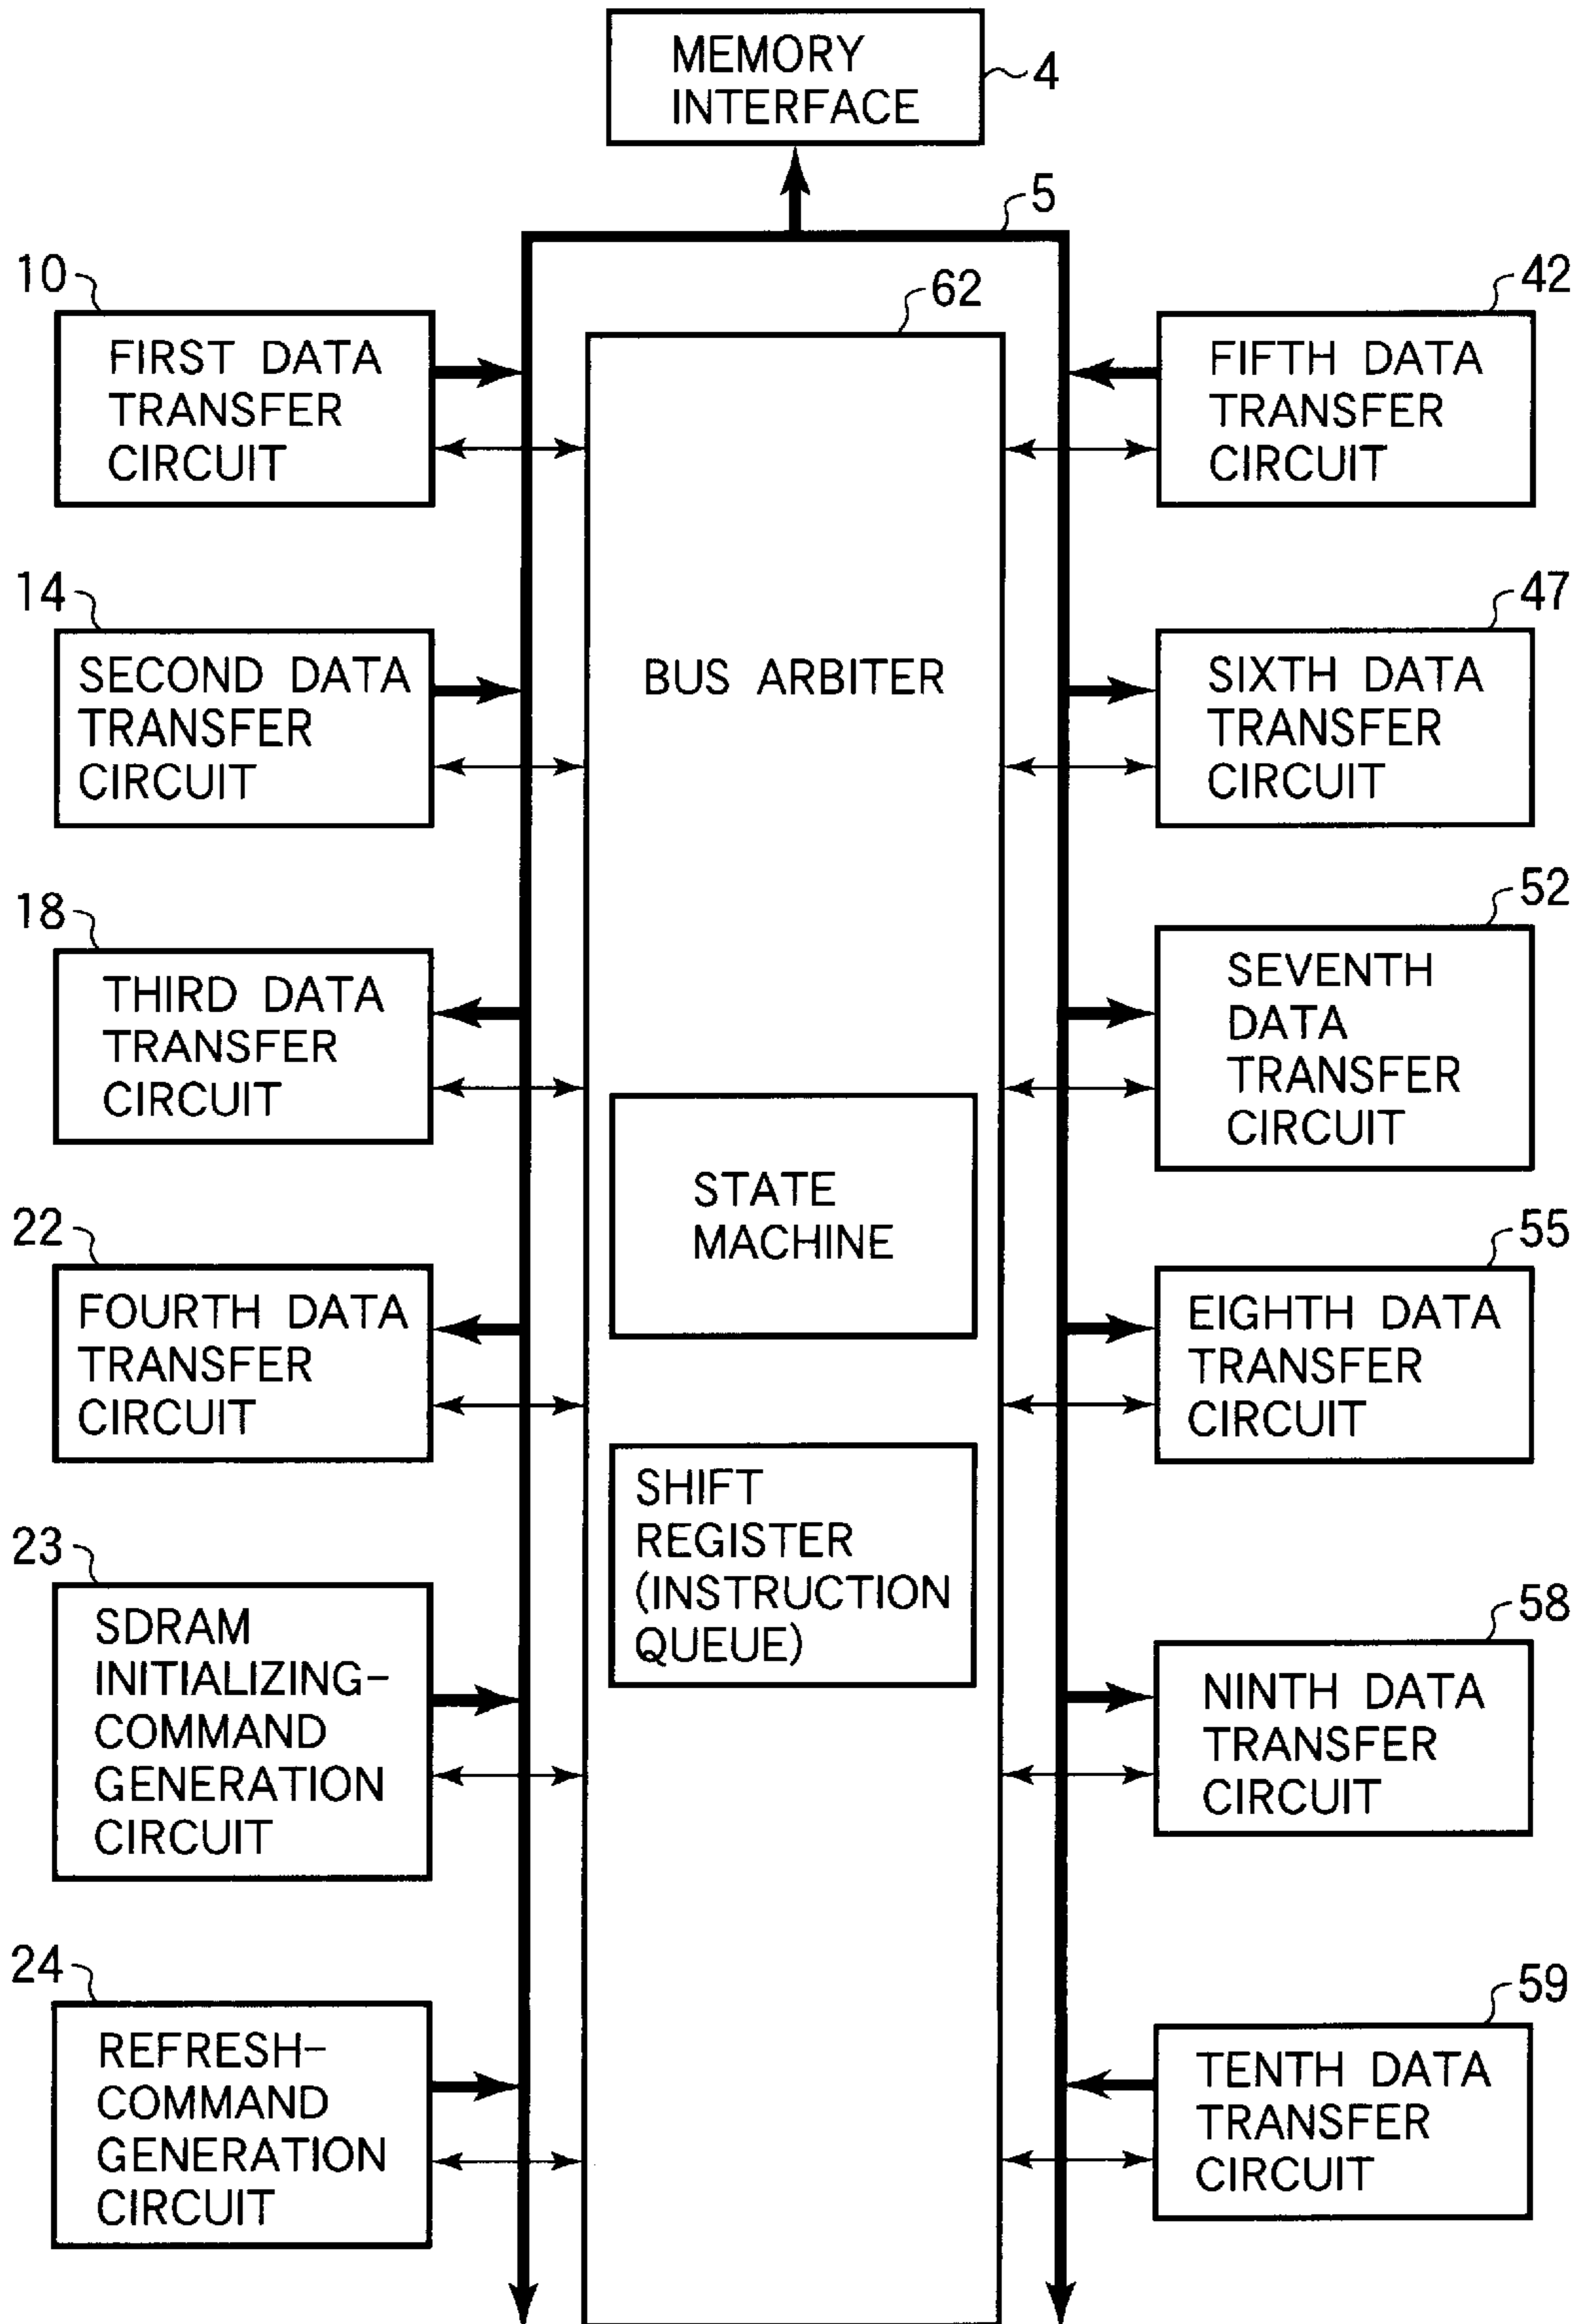 MEMORY
INTERFACE
4
5
10
FIRST DATA
TRANSFER
CIRCUIT
62
42
FIFTH DATA
TRANSFER
CIRCUIT
14
SECOND DATA
TRANSFER
CIRCUIT
BUS ARBITER
47
SIXTH DATA
TRANSFER
CIRCUIT
18
THIRD DATA
TRANSFER
CIRCUIT
52
SEVENTH
DATA
TRANSFER
CIRCUIT
STATE
MACHINE
22
FOURTH DATA
TRANSFER
CIRCUIT
55
EIGHTH DATA
TRANSFER
CIRCUIT
SHIFT
REGISTER
(INSTRUCTION
QUEUE)
23
SDRAM
INITIALIZING-
COMMAND
GENERATION
CIRCUIT
58
NINTH DATA
TRANSFER
CIRCUIT
24
REFRESH-
COMMAND
GENERATION
CIRCUIT
59
TENTH DATA
TRANSFER
CIRCUIT